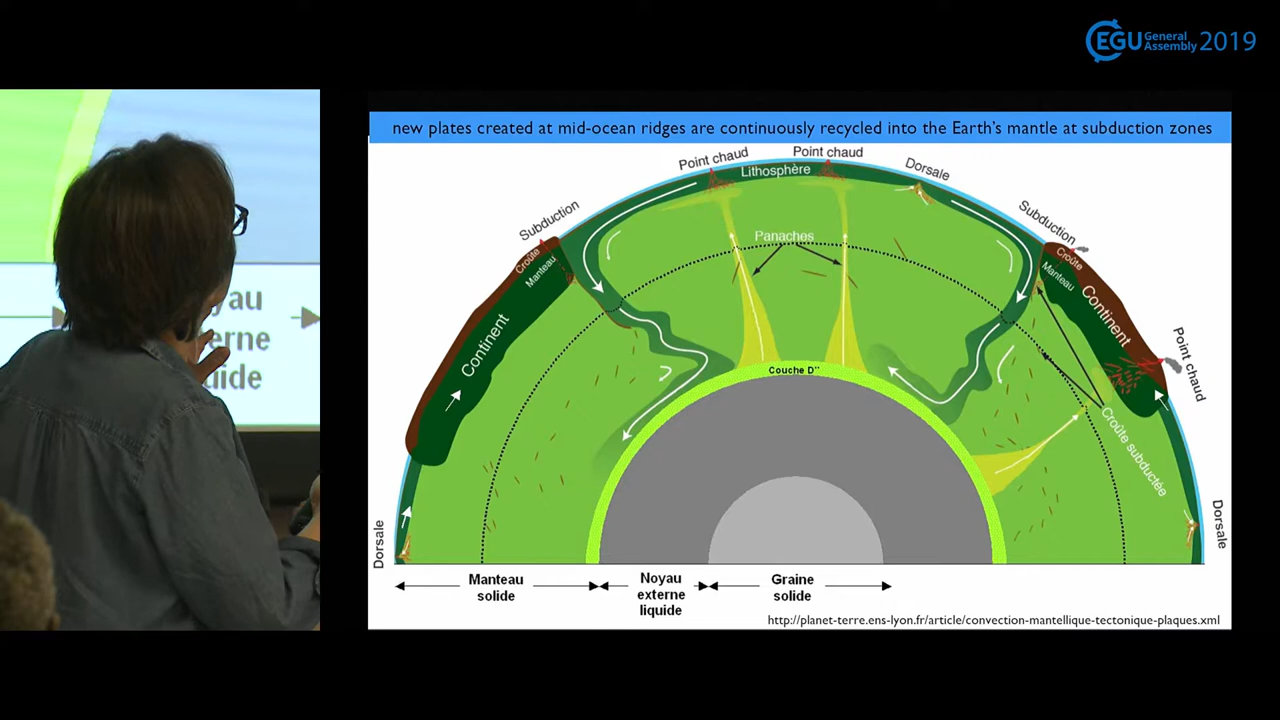 EGU General Assembly 2019
new plates created at mid-ocean ridges are continuously recycled into the Earth's mantle at subduction zones
Point chaud
Point chaud
Dorsale
Lithosphère
Subduction
Subduction
Croûte
Manteau
Panaches
Croûte
Manteau
Continent
Continent
Point chaud
Couche D"
Croûte subductée
Dorsale
Dorsale
Manteau
solide
Noyau
externe
liquide
Graine
solide
http://planet-terre.ens-lyon.fr/article/convection-mantellique-tectonique-plaques.xml
yau
erne
ide